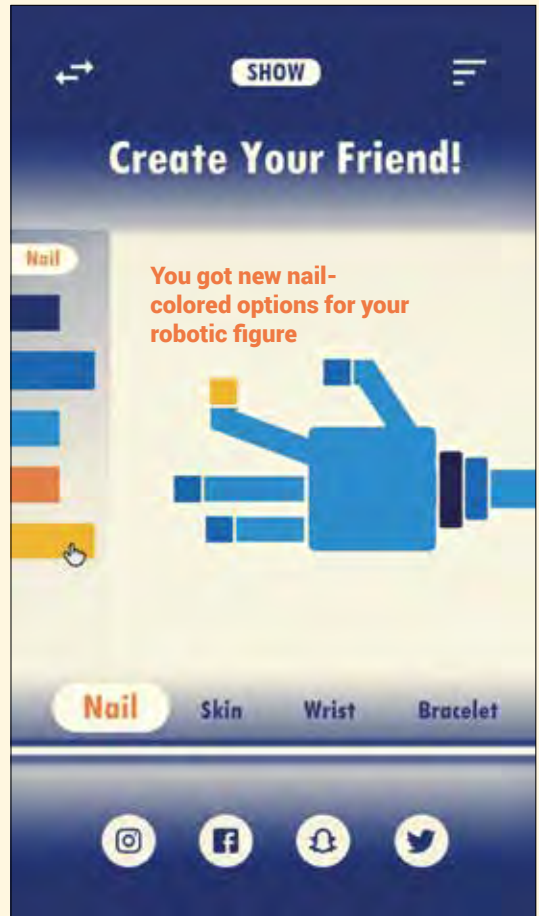 SHOW
Create Your Friend!
Nail
You got new nail-
colored options for your
robotic figure
Nail Skin Wrist Bracelet